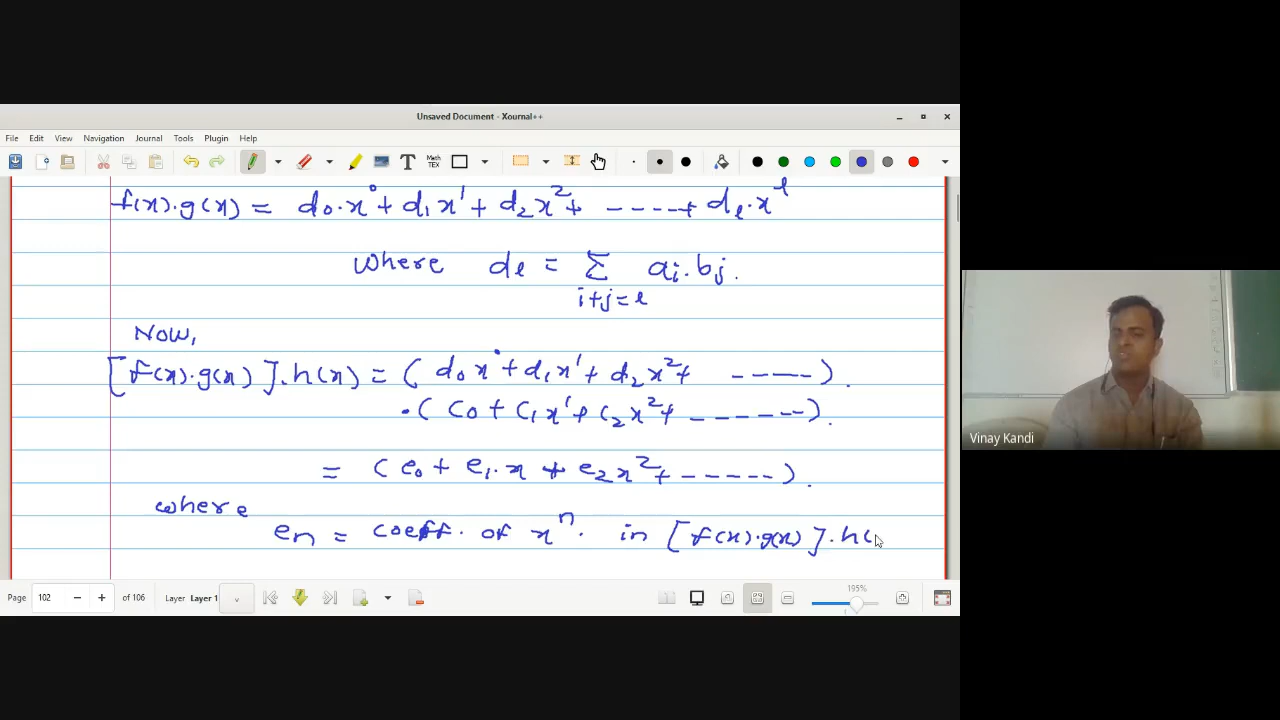 Unsaved Document - Xournal++
File Edit View Navigation Journal Tools Plugin Help
f(x).g(x) = d₀.x⁰ + d₁x¹ + d₂x² + ----+ dₗ.xˡ
Where dₗ = Σ aᵢ.bⱼ.
i+j=l
Now,
[f(x).g(x)].h(x) = (d₀x⁰ + d₁x¹ + d₂x² + -----).
.(C₀ + C₁x¹ + C₂x² + ------).
= (e₀ + e₁.x + e₂x² + -----).
where
eₙ = coeff. of xⁿ. in [f(x).g(x)].h(
Page 102 of 106 Layer Layer 1 195%
Vinay Kandi